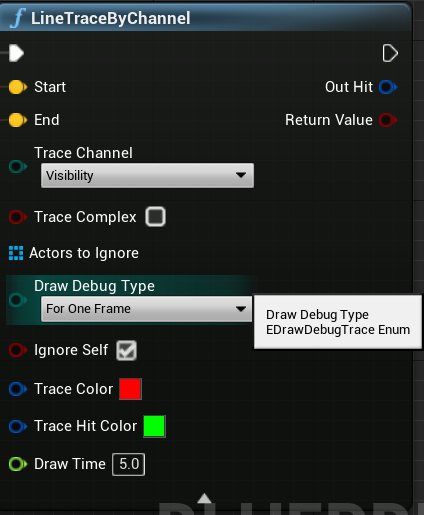 f LineTraceByChannel
Start
Out Hit
End
Return Value
Trace Channel
Visibility
Trace Complex
Actors to Ignore
Draw Debug Type
For One Frame
Draw Debug Type
EDrawDebugTrace Enum
Ignore Self
Trace Color
Trace Hit Color
Draw Time 5.0